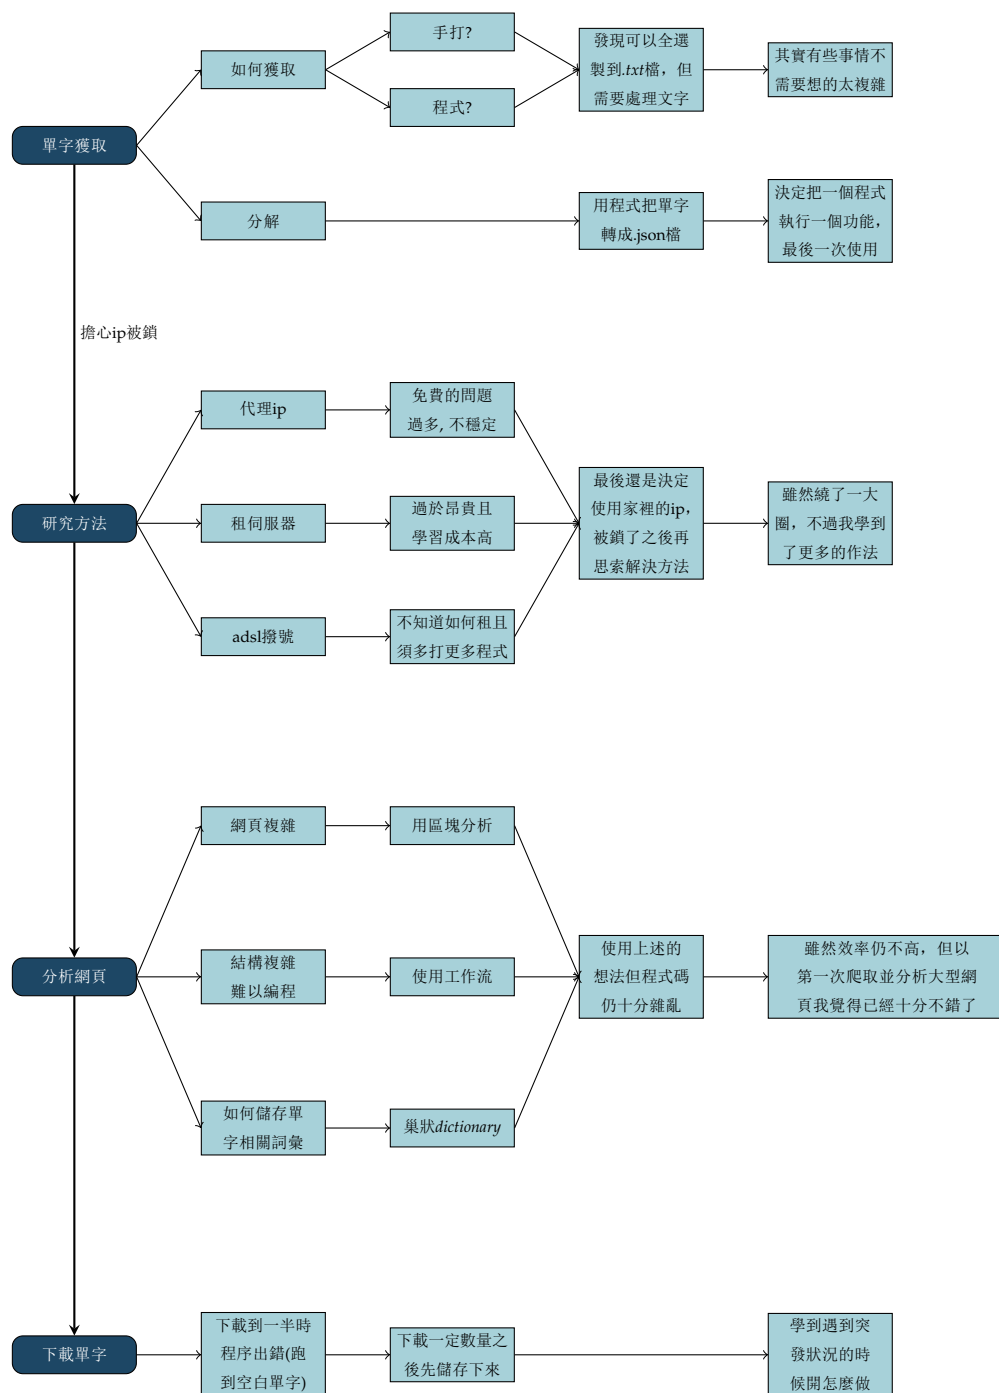 手打?
如何獲取
程式?
發現可以全選
製到.txt檔，但
需要處理文字
其實有些事情不
需要想的太複雜
單字獲取
分解
用程式把單字
轉成.json檔
決定把一個程式
執行一個功能，
最後一次使用
擔心ip被鎖
代理ip
免費的問題
過多, 不穩定
研究方法
租伺服器
過於昂貴且
學習成本高
最後還是決定
使用家裡的ip，
被鎖了之後再
思索解決方法
雖然繞了一大
圈，不過我學到
了更多的作法
adsl撥號
不知道如何租且
須多打更多程式
網頁複雜
用區塊分析
分析網頁
結構複雜
難以編程
使用工作流
使用上述的
想法但程式碼
仍十分雜亂
雖然效率仍不高，但以
第一次爬取並分析大型網
頁我覺得已經十分不錯了
如何儲存單
字相關詞彙
巢狀dictionary
下載單字
下載到一半時
程序出錯(跑
到空白單字)
下載一定數量之
後先儲存下來
學到遇到突
發狀況的時
候開怎麼做